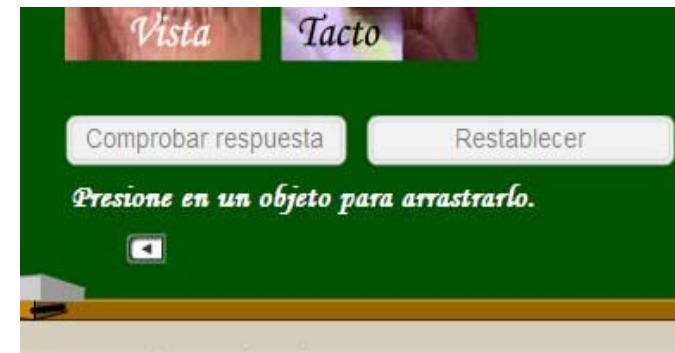 Vista Tacto
Comprobar respuesta Restablecer
Presione en un objeto para arrastrarlo.